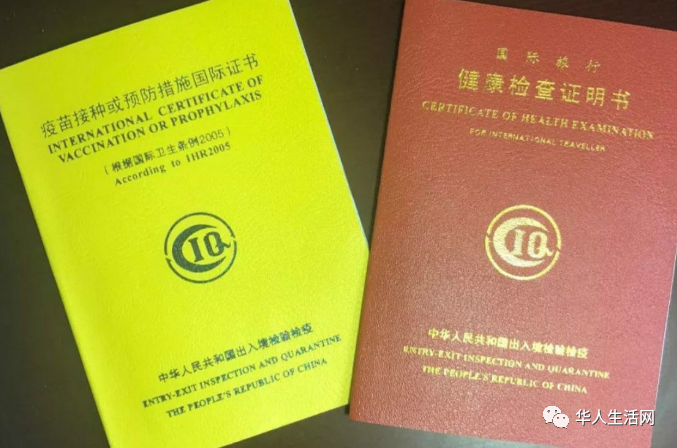 疫苗接种或预防措施国际证书
INTERNATIONAL CERTIFICATE OF
VACCINATION OR PROPHYLAXIS
（根据国际卫生条例2005）
According to IHR2005
CIQ
中华人民共和国出入境检验检疫
ENTRY-EXIT INSPECTION AND QUARANTINE
THE PEOPLE'S REPUBLIC OF CHINA
国际旅行
健康检查证明书
CERTIFICATE OF HEALTH EXAMINATION
FOR INTERNATIONAL TRAVELLER
CIQ
中华人民共和国出入境检验检疫
ENTRY-EXIT INSPECTION AND QUARANTINE
THE PEOPLE'S REPUBLIC OF CHINA
华人生活网